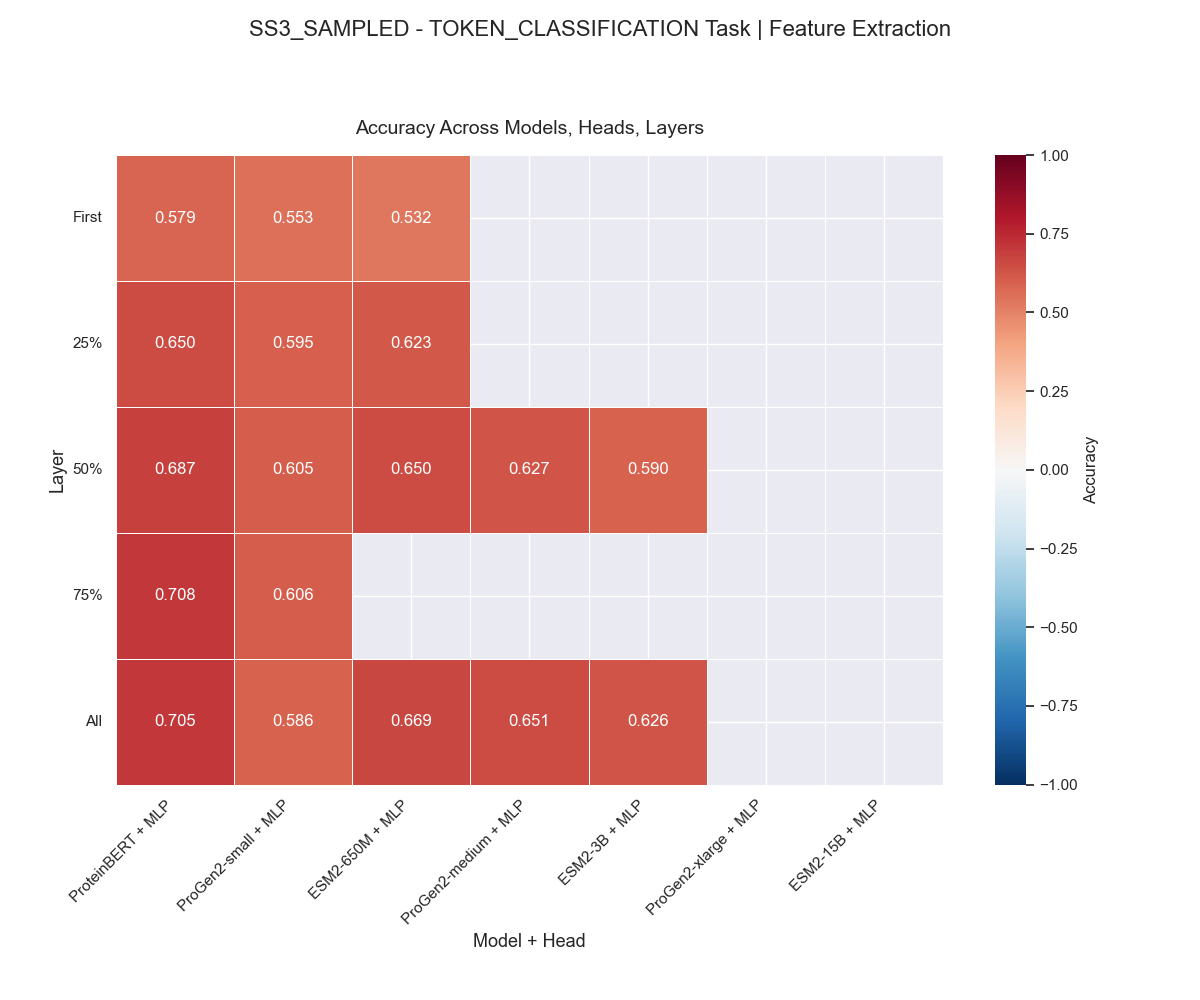 SS3_SAMPLED - TOKEN_CLASSIFICATION Task | Feature Extraction
Accuracy Across Models, Heads, Layers
Layer
First
0.579 0.553 0.532
25%
0.650 0.595 0.623
50%
0.687 0.605 0.650 0.627 0.590
75%
0.708 0.606
All
0.705 0.586 0.669 0.651 0.626
ProteinBERT + MLP
ProGen2-small + MLP
ESM2-650M + MLP
ProGen2-medium + MLP
ESM2-3B + MLP
ProGen2-xlarge + MLP
ESM2-15B + MLP
Model + Head
1.00
0.75
0.50
0.25
0.00
−0.25
−0.50
−0.75
−1.00
Accuracy